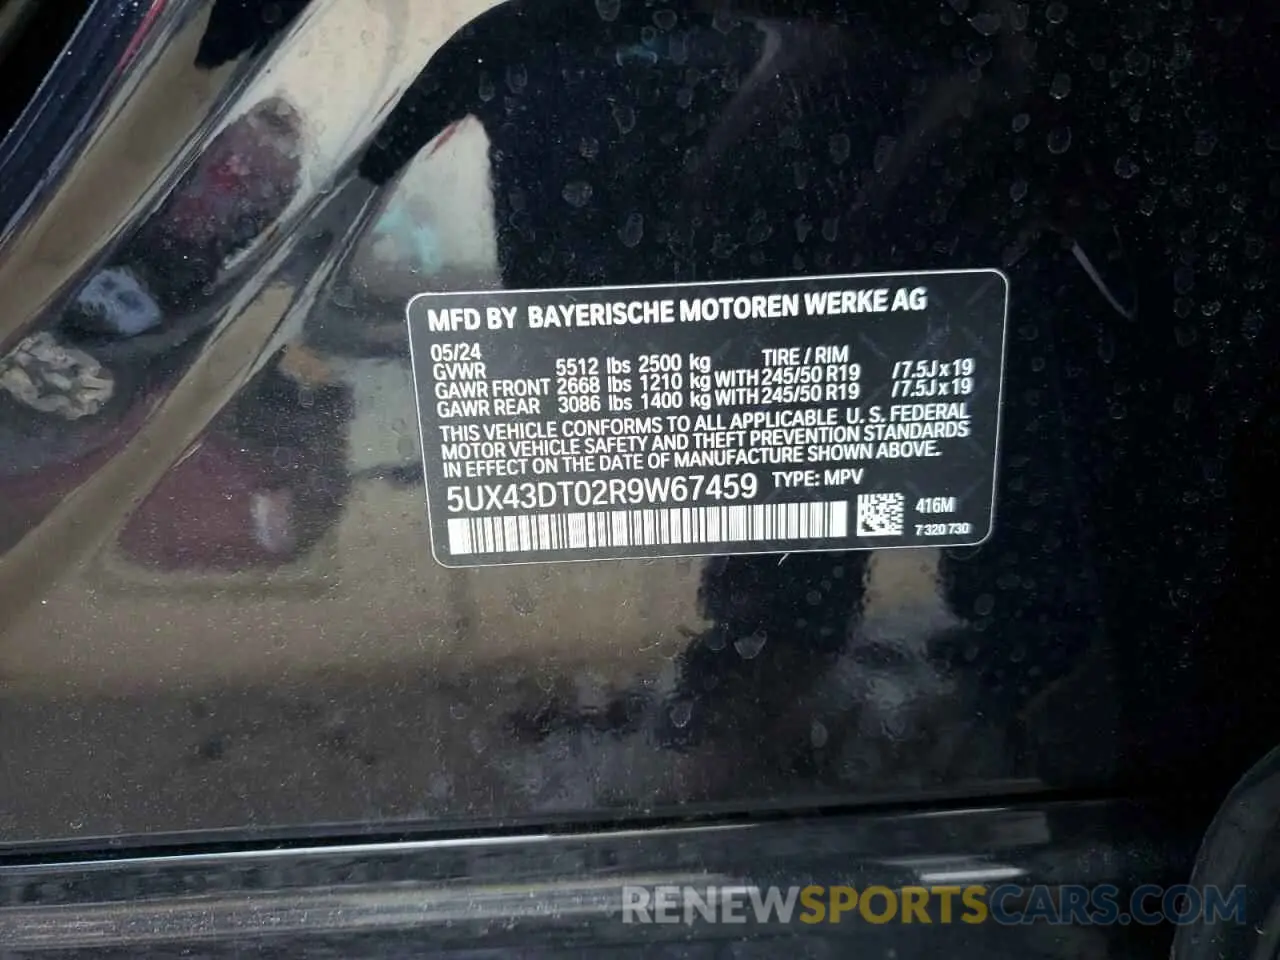 MFD BY BAYERISCHE MOTOREN WERKE AG
05/24 TIRE / RIM
GVWR 5512 lbs 2500 kg
GAWR FRONT 2668 lbs 1210 kg WITH 245/50 R19 /7.5J x 19
GAWR REAR 3086 lbs 1400 kg WITH 245/50 R19 /7.5J x 19
THIS VEHICLE CONFORMS TO ALL APPLICABLE U. S. FEDERAL
MOTOR VEHICLE SAFETY AND THEFT PREVENTION STANDARDS
IN EFFECT ON THE DATE OF MANUFACTURE SHOWN ABOVE.
5UX43DT02R9W67459 TYPE: MPV
416M
7 320 730
RENEWSPORTSCARS.COM